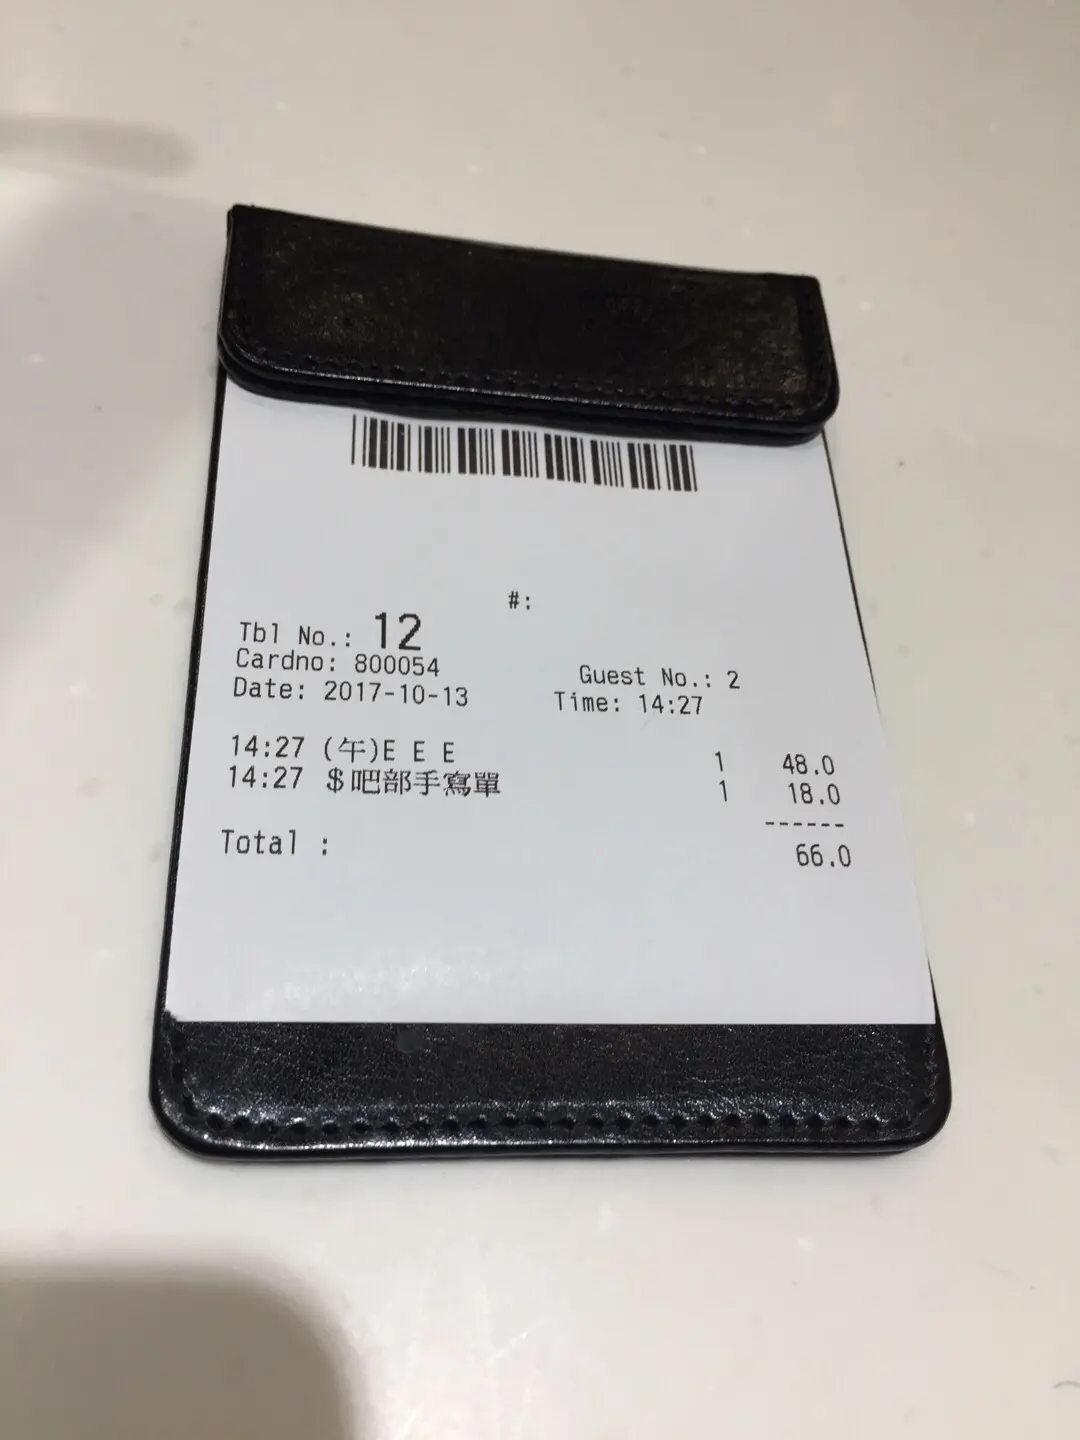 #:
Tbl No.: 12
Cardno: 800054 Guest No.: 2
Date: 2017-10-13 Time: 14:27
14:27 (午)E E E 1 48.0
14:27 $吧部手寫單 1 18.0
------
Total : 66.0